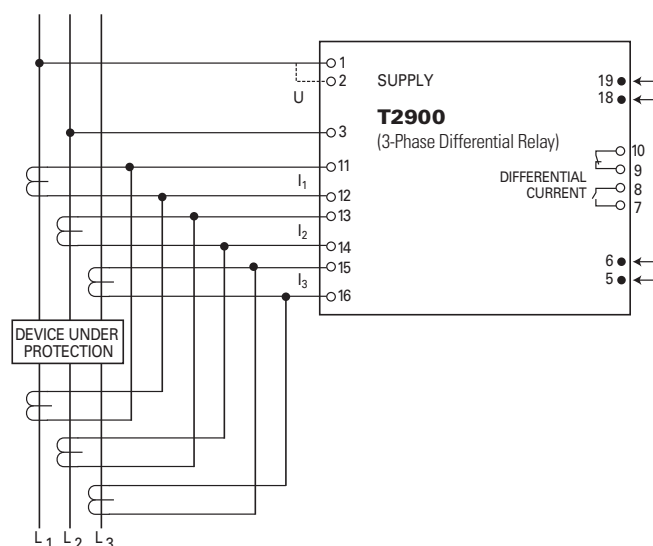 1
2
U
SUPPLY
19
18
T2900
3
(3-Phase Differential Relay)
10
11
9
I1
DIFFERENTIAL
CURRENT
8
12
7
13
I2
14
15
6
I3
5
16
DEVICE UNDER
PROTECTION
L1 L2 L3